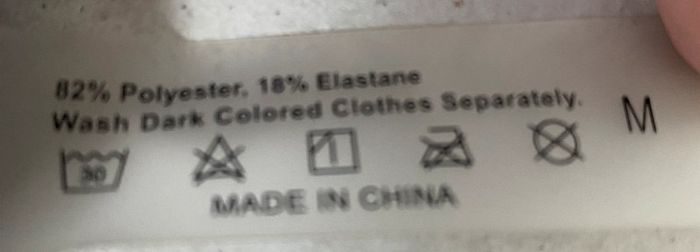 82% Polyester. 18% Elastane
Wash Dark Colored Clothes Separately.
M
30
MADE IN CHINA